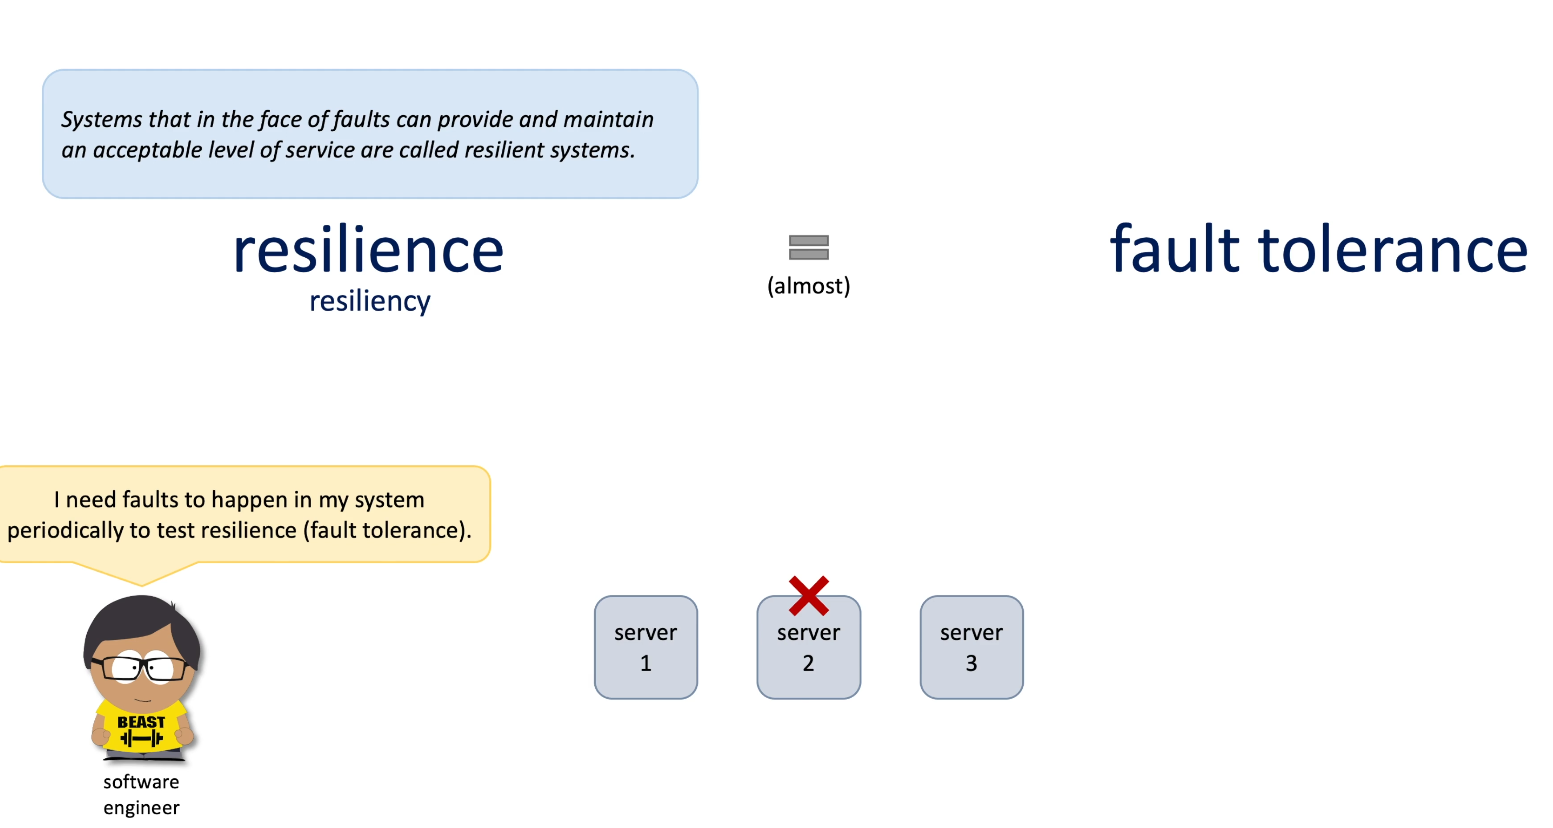 Systems that in the face of faults can provide and maintain
an acceptable level of service are called resilient systems.
resilience
resiliency
(almost)
fault tolerance
I need faults to happen in my system
periodically to test resilience (fault tolerance).
BEAST
software
engineer
server
1
server
2
server
3